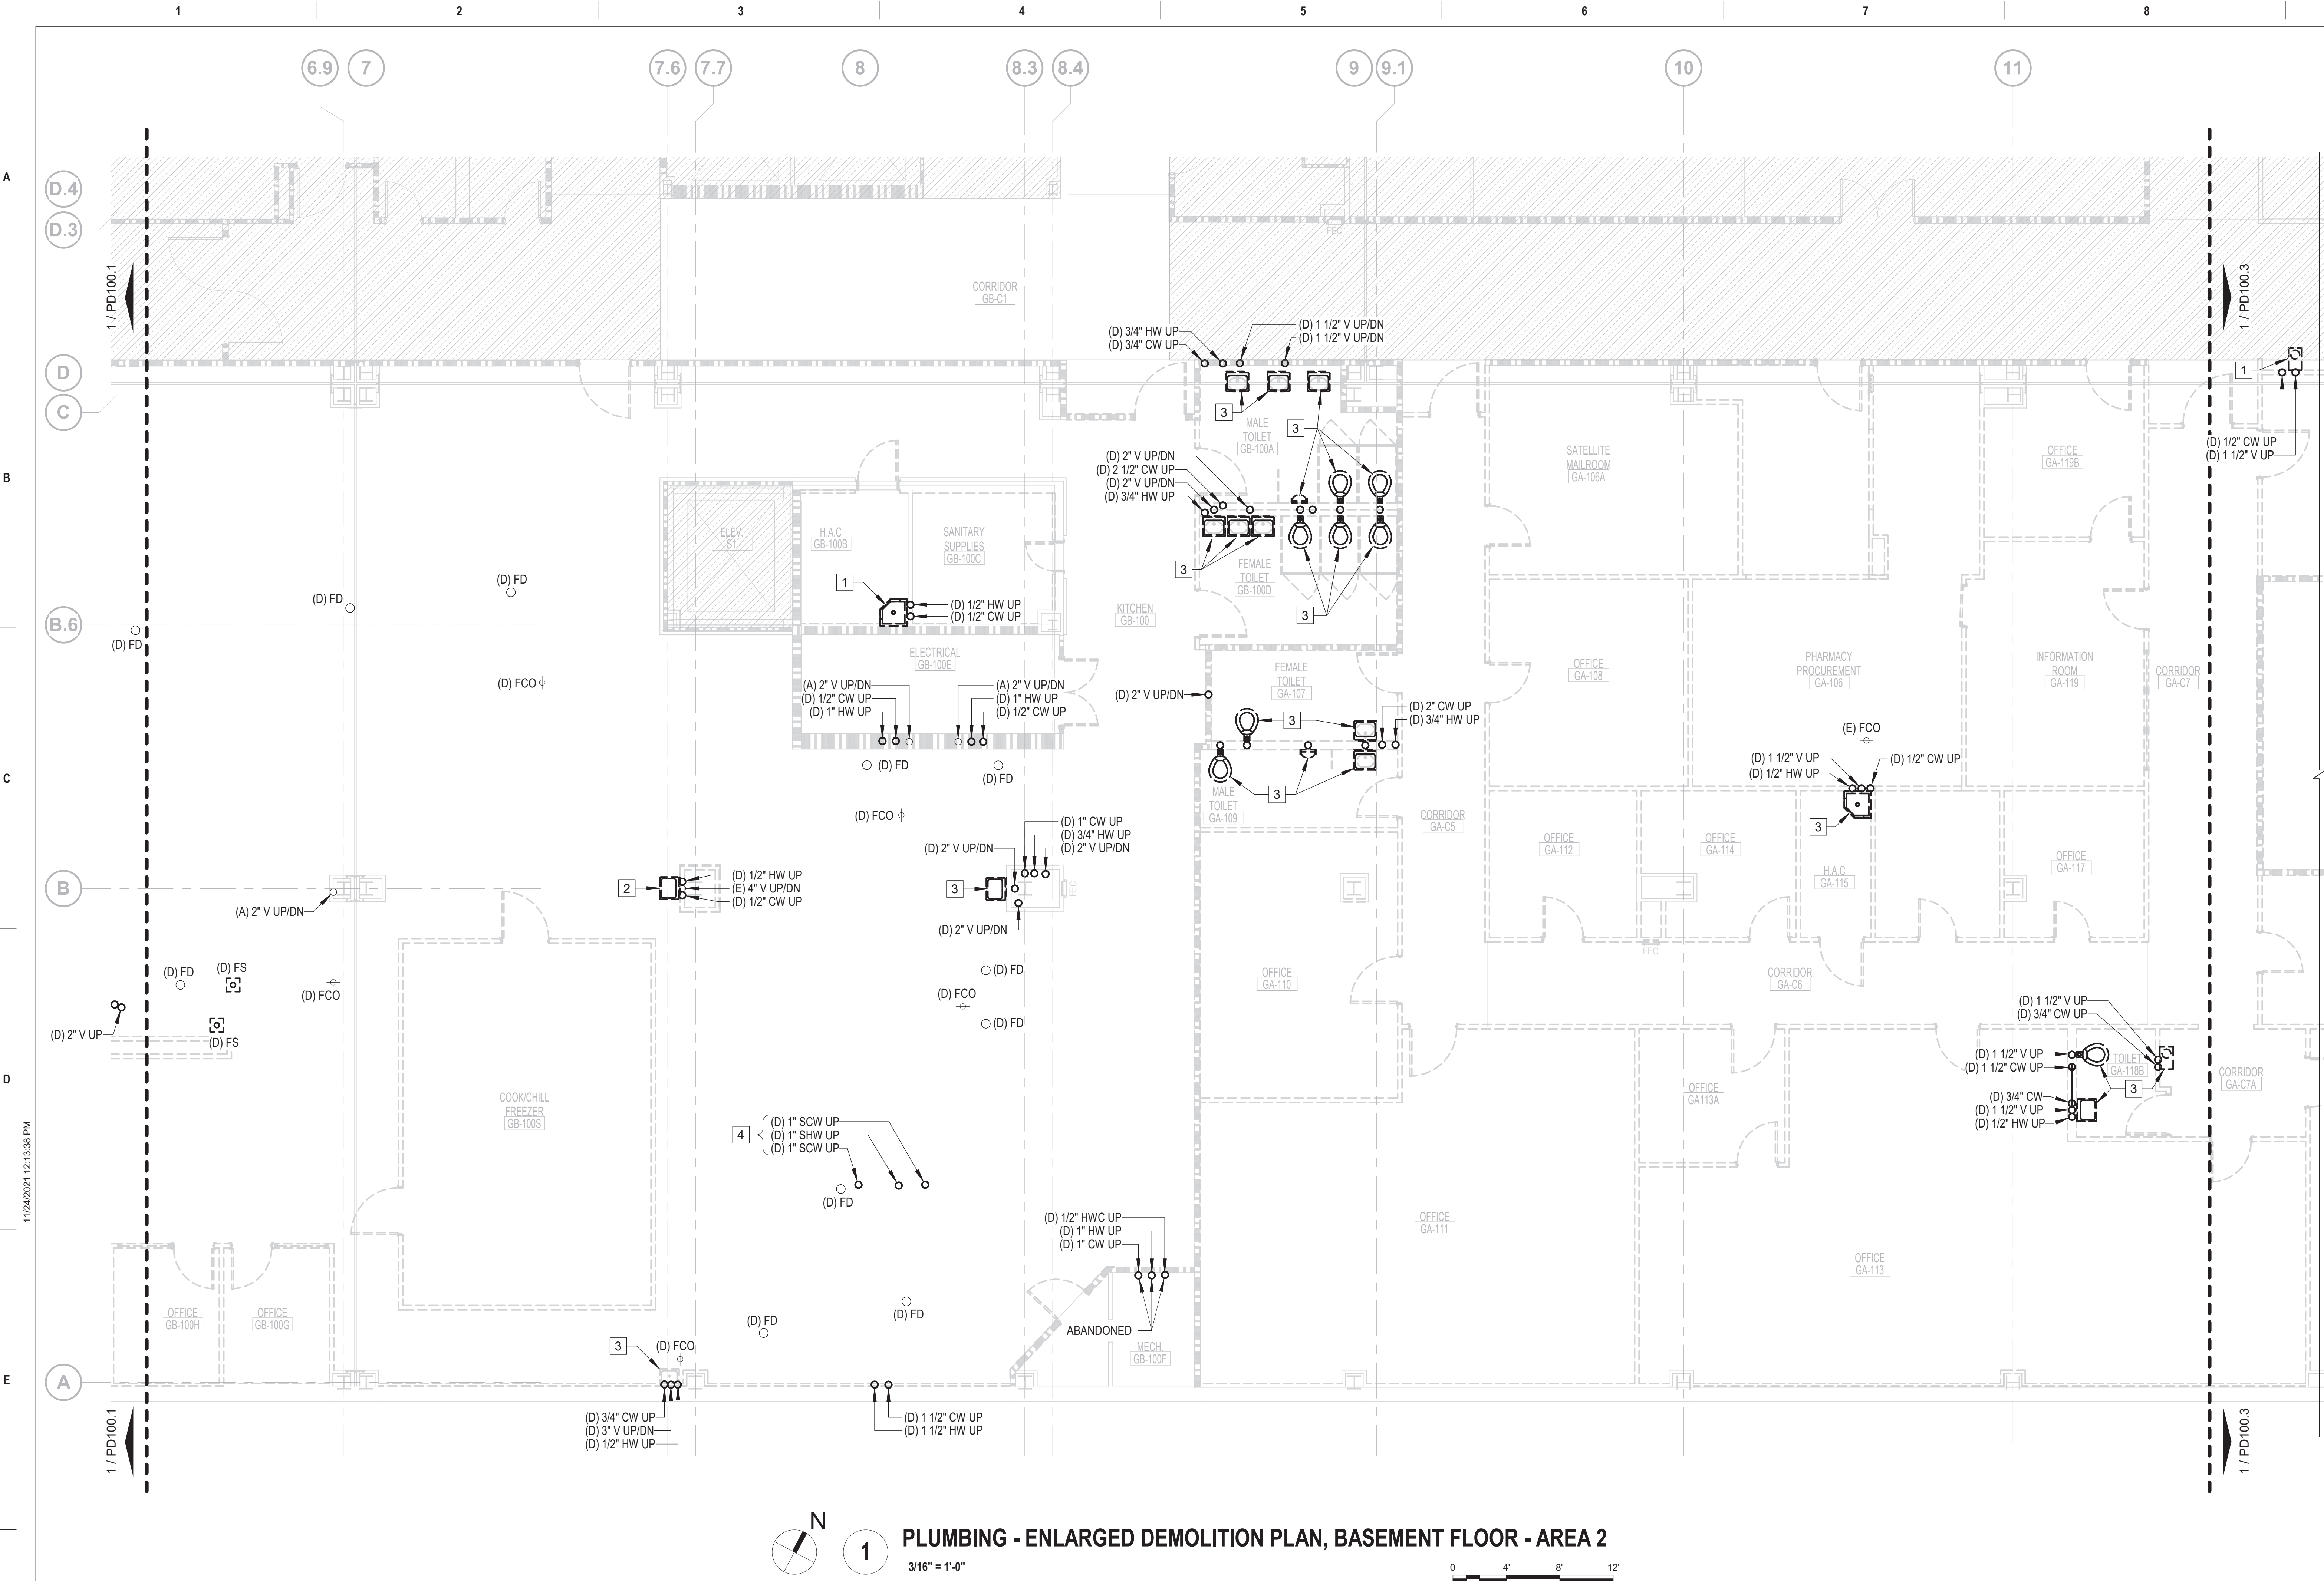 1 2 3 4 5 6 7 8
6.9 7 7.6 7.7 8 8.3 8.4 9 9.1 10 11
A
B
C
D
E
D.4
D.3
D
C
B.6
B
A
1 / PD100.1
1 / PD100.3
FEC
CORRIDOR
GB-C1
(D) 3/4" HW UP
(D) 3/4" CW UP
(D) 1 1/2" V UP/DN
(D) 1 1/2" V UP/DN
3
MALE
TOILET
GB-100A
3
(D) 2" V UP/DN
(D) 2 1/2" CW UP
(D) 2" V UP/DN
(D) 3/4" HW UP
3
FEMALE
TOILET
GB-100D
3
SATELLITE
MAILROOM
GA-106A
OFFICE
GA-119B
1
(D) 1/2" CW UP
(D) 1 1/2" V UP
ELEV.
S1
H.A.C.
GB-100B
SANITARY
SUPPLIES
GB-100C
1
(D) 1/2" HW UP
(D) 1/2" CW UP
KITCHEN
GB-100
(D) FD
(D) FD
(D) FD
(D) FCO
ELECTRICAL
GB-100E
(A) 2" V UP/DN
(D) 1/2" CW UP
(D) 1" HW UP
(A) 2" V UP/DN
(D) 1" HW UP
(D) 1/2" CW UP
(D) FD
(D) FD
(D) FCO
FEMALE
TOILET
GA-107
(D) 2" V UP/DN
3
(D) 2" CW UP
(D) 3/4" HW UP
3
MALE
TOILET
GA-109
OFFICE
GA-108
PHARMACY
PROCUREMENT
GA-106
INFORMATION
ROOM
GA-119
CORRIDOR
GA-C7
(E) FCO
(D) 1 1/2" V UP
(D) 1/2" HW UP
(D) 1/2" CW UP
3
CORRIDOR
GA-C5
OFFICE
GA-112
OFFICE
GA-114
H.A.C
GA-115
OFFICE
GA-117
(D) 1" CW UP
(D) 3/4" HW UP
(D) 2" V UP/DN
(D) 2" V UP/DN
3
FEC
(D) 2" V UP/DN
2
(D) 1/2" HW UP
(E) 4" V UP/DN
(D) 1/2" CW UP
(A) 2" V UP/DN
(D) FD
(D) FS
(D) FCO
(D) 2" V UP
(D) FS
(D) FD
(D) FCO
(D) FD
OFFICE
GA-110
FEC
CORRIDOR
GA-C6
(D) 1 1/2" V UP
(D) 3/4" CW UP
(D) 1 1/2" V UP
(D) 1 1/2" CW UP
TOILET
GA-118B
3
(D) 3/4" CW
(D) 1 1/2" V UP
(D) 1/2" HW UP
CORRIDOR
GA-C7A
OFFICE
GA113A
COOK/CHILL
FREEZER
GB-100S
4
(D) 1" SCW UP
(D) 1" SHW UP
(D) 1" SCW UP
(D) FD
(D) 1/2" HWC UP
(D) 1" HW UP
(D) 1" CW UP
ABANDONED
MECH.
GB-100F
OFFICE
GA-111
OFFICE
GA-113
OFFICE
GB-100H
OFFICE
GB-100G
(D) FD
(D) FD
3
(D) FCO
(D) 3/4" CW UP
(D) 3" V UP/DN
(D) 1/2" HW UP
(D) 1 1/2" CW UP
(D) 1 1/2" HW UP
1 / PD100.1
1 / PD100.3
11/24/2021 12:13:38 PM
N
1
PLUMBING - ENLARGED DEMOLITION PLAN, BASEMENT FLOOR - AREA 2
3/16" = 1'-0"
0 4' 8' 12'